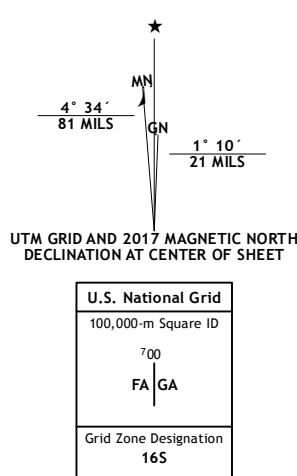 ★
MN
4° 34´
81 MILS
GN
1° 10´
21 MILS
UTM GRID AND 2017 MAGNETIC NORTH
DECLINATION AT CENTER OF SHEET
U.S. National Grid
100,000-m Square ID
⁷00
FA GA
Grid Zone Designation
16S